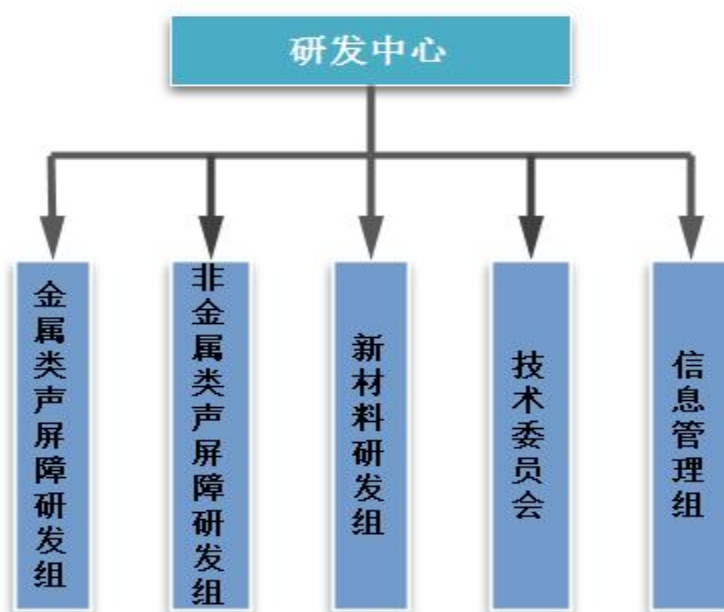 研发中心
金属类声屏障研发组
非金属类声屏障研发组
新材料研发组
技术委员会
信息管理组